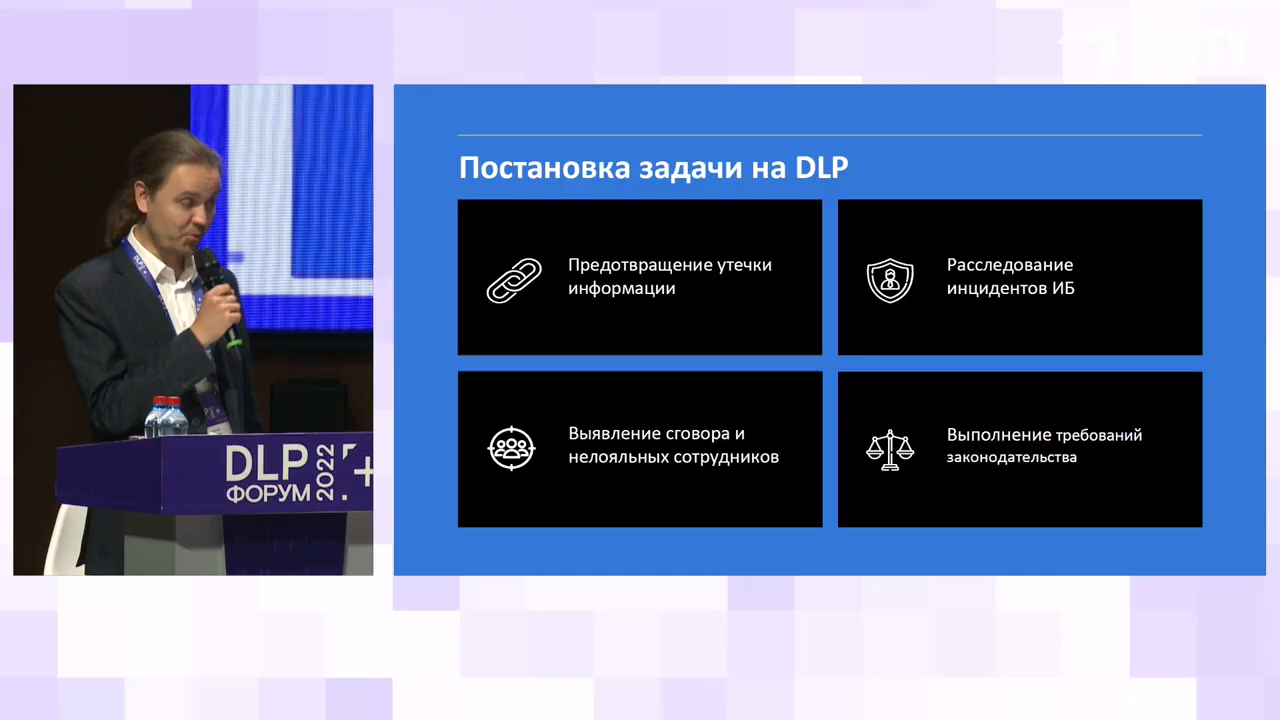 Постановка задачи на DLP
Предотвращение утечки
информации
Расследование
инцидентов ИБ
Выявление сговора и
нелояльных сотрудников
Выполнение требований
законодательства
DLP
ФОРУМ
2022